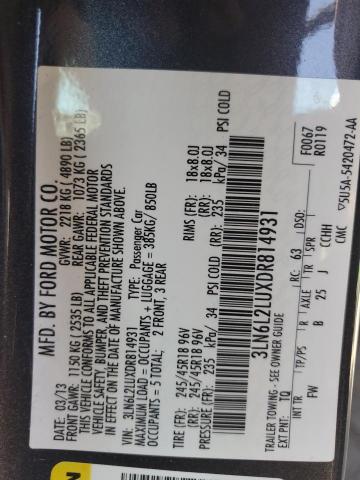 MFD. BY FORD MOTOR CO.
DATE: 03/13 GVWR: 2218 KG ( 4890 LB)
FRONT GAWR: 1150 KG ( 2535 LB) REAR GAWR: 1073 KG ( 2365 LB)
THIS VEHICLE CONFORMS TO ALL APPLICABLE FEDERAL MOTOR
VEHICLE SAFETY, BUMPER, AND THEFT PREVENTION STANDARDS
IN EFFECT ON THE DATE OF MANUFACTURE SHOWN ABOVE.
VIN: 3LN6L2LUXDR814931 TYPE: Passenger Car
MAXIMUM LOAD = OCCUPANTS + LUGGAGE = 385KG/ 850LB
OCCUPANTS = 5 TOTAL: 2 FRONT, 3 REAR
TIRE (FR): 245/45R18 96V RIMS (FR): 18x8.0J
TIRE (RR): 245/45R18 96V RIMS (RR): 18x8.0J
PRESSURE (FR): 235 kPa/ 34 PSI COLD (RR): 235 kPa/ 34 PSI COLD
3LN6L2LUXDR814931
TRAILER TOWING - SEE OWNER GUIDE F0067
EXT PNT: TQ RC: 63 DSO: R0119
INT TR TP/PS R AXLE TR SPR
FW B 25 J CCHH
CMC ▽5U5A-5420472-AA